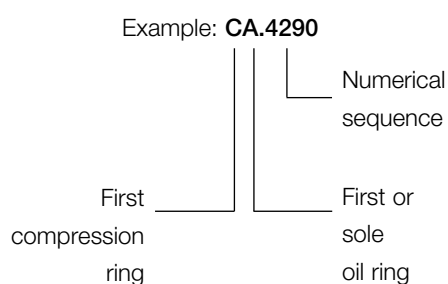 Example: CA.4290
Numerical
sequence
First
compression
ring
First or
sole
oil ring